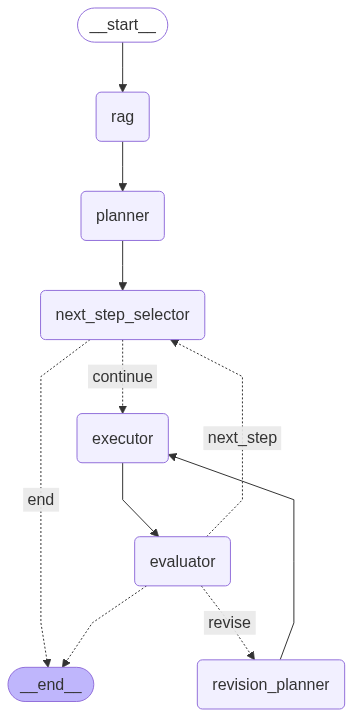 __start__
rag
planner
next_step_selector
continue
executor
next_step
end
evaluator
revise
__end__
revision_planner